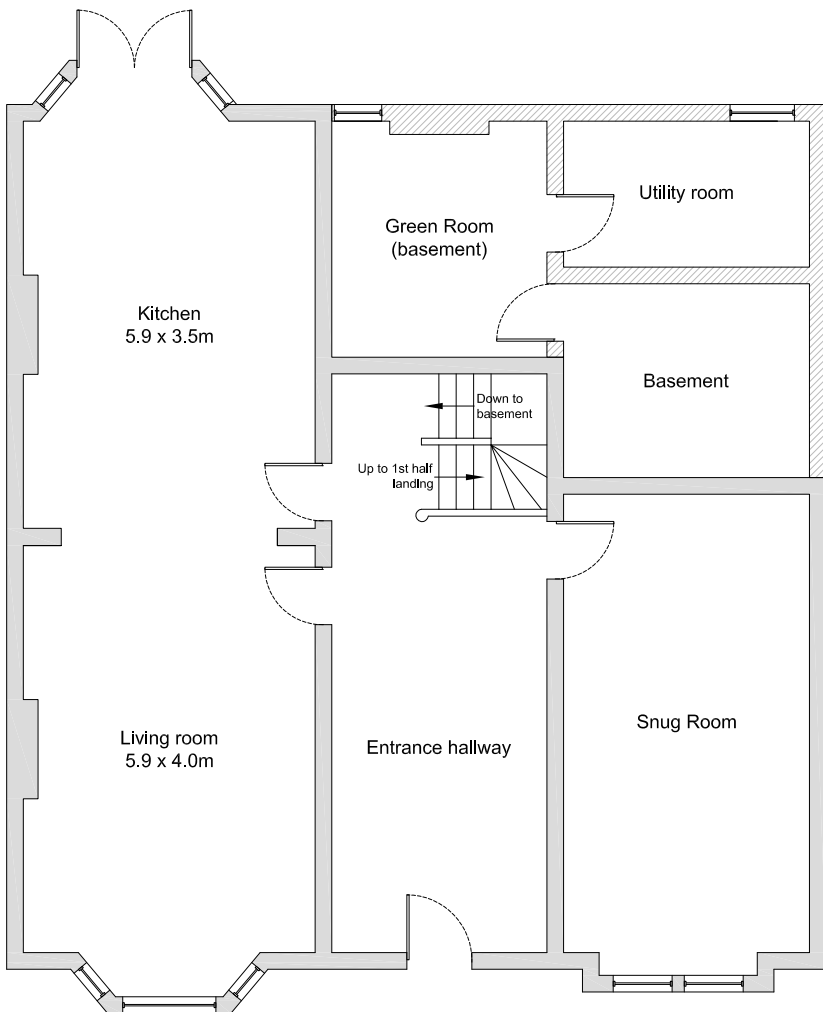 Utility room
Green Room
(basement)
Kitchen
5.9 x 3.5m
Basement
Down to
basement
Up to 1st half
landing
Living room
5.9 x 4.0m
Entrance hallway
Snug Room